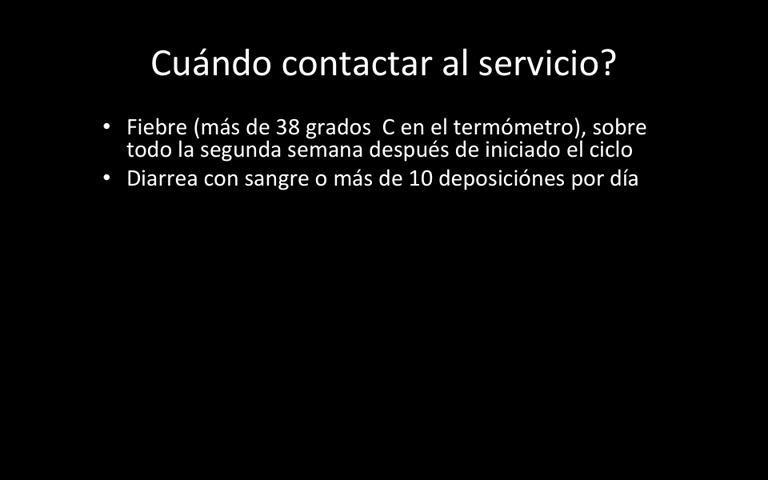 Cuándo contactar al servicio?
• Fiebre (más de 38 grados  C en el termómetro), sobre
todo la segunda semana después de iniciado el ciclo
• Diarrea con sangre o más de 10 deposiciónes por día